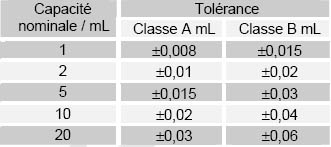 Capacité nominale / mL Tolérance
Classe A mL Classe B mL
1 ±0,008 ±0,015
2 ±0,01 ±0,02
5 ±0,015 ±0,03
10 ±0,02 ±0,04
20 ±0,03 ±0,06